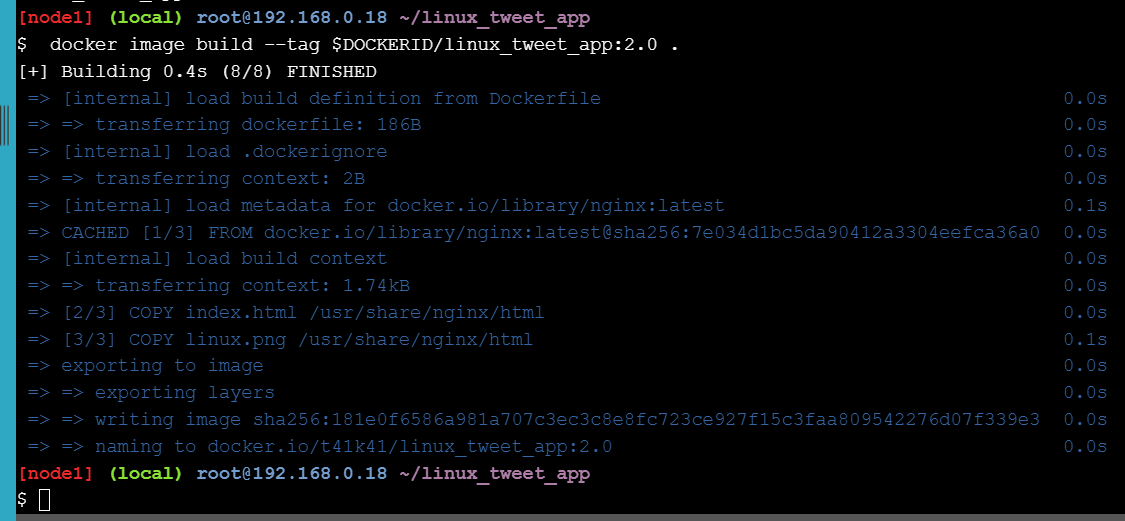 [node1] (local) root@192.168.0.18 ~/linux_tweet_app
$  docker image build --tag $DOCKERID/linux_tweet_app:2.0 .
[+] Building 0.4s (8/8) FINISHED
=> [internal] load build definition from Dockerfile 0.0s
=> => transferring dockerfile: 186B 0.0s
=> [internal] load .dockerignore 0.0s
=> => transferring context: 2B 0.0s
=> [internal] load metadata for docker.io/library/nginx:latest 0.1s
=> CACHED [1/3] FROM docker.io/library/nginx:latest@sha256:7e034d1bc5da90412a3304eefca36a0 0.0s
=> [internal] load build context 0.0s
=> => transferring context: 1.74kB 0.0s
=> [2/3] COPY index.html /usr/share/nginx/html 0.0s
=> [3/3] COPY linux.png /usr/share/nginx/html 0.1s
=> exporting to image 0.0s
=> => exporting layers 0.0s
=> => writing image sha256:181e0f6586a981a707c3ec3c8e8fc723ce927f15c3faa809542276d07f339e3 0.0s
=> => naming to docker.io/t41k41/linux_tweet_app:2.0 0.0s
[node1] (local) root@192.168.0.18 ~/linux_tweet_app
$